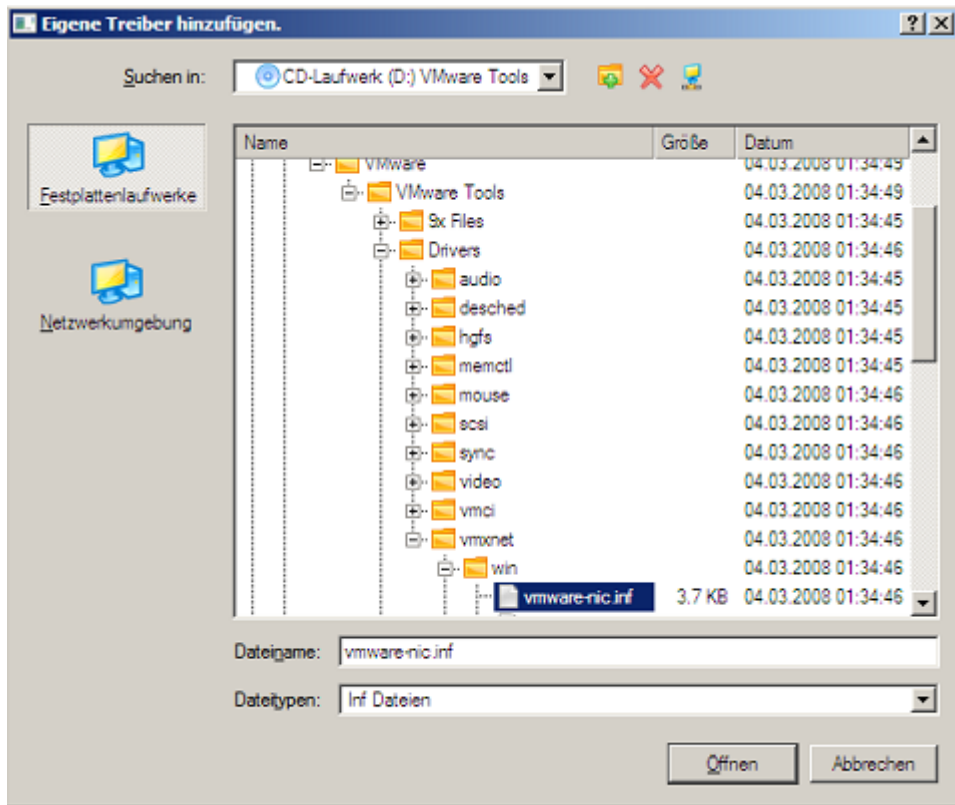 Eigene Treiber hinzufügen.
Suchen in: CD-Laufwerk (D:) VMware Tools
Festplattenlaufwerke
Netzwerkumgebung
Name Größe Datum
VMware 04.03.2008 01:34:49
VMware Tools 04.03.2008 01:34:49
9x Files 04.03.2008 01:34:45
Drivers 04.03.2008 01:34:46
audio 04.03.2008 01:34:45
desched 04.03.2008 01:34:45
hgfs 04.03.2008 01:34:45
memctl 04.03.2008 01:34:45
mouse 04.03.2008 01:34:46
scsi 04.03.2008 01:34:46
sync 04.03.2008 01:34:46
video 04.03.2008 01:34:46
vmci 04.03.2008 01:34:46
vmxnet 04.03.2008 01:34:46
win 04.03.2008 01:34:46
vmware-nic.inf 3.7 KB 04.03.2008 01:34:46
Dateiname: vmware-nic.inf
Dateitypen: Inf Dateien
Öffnen Abbrechen